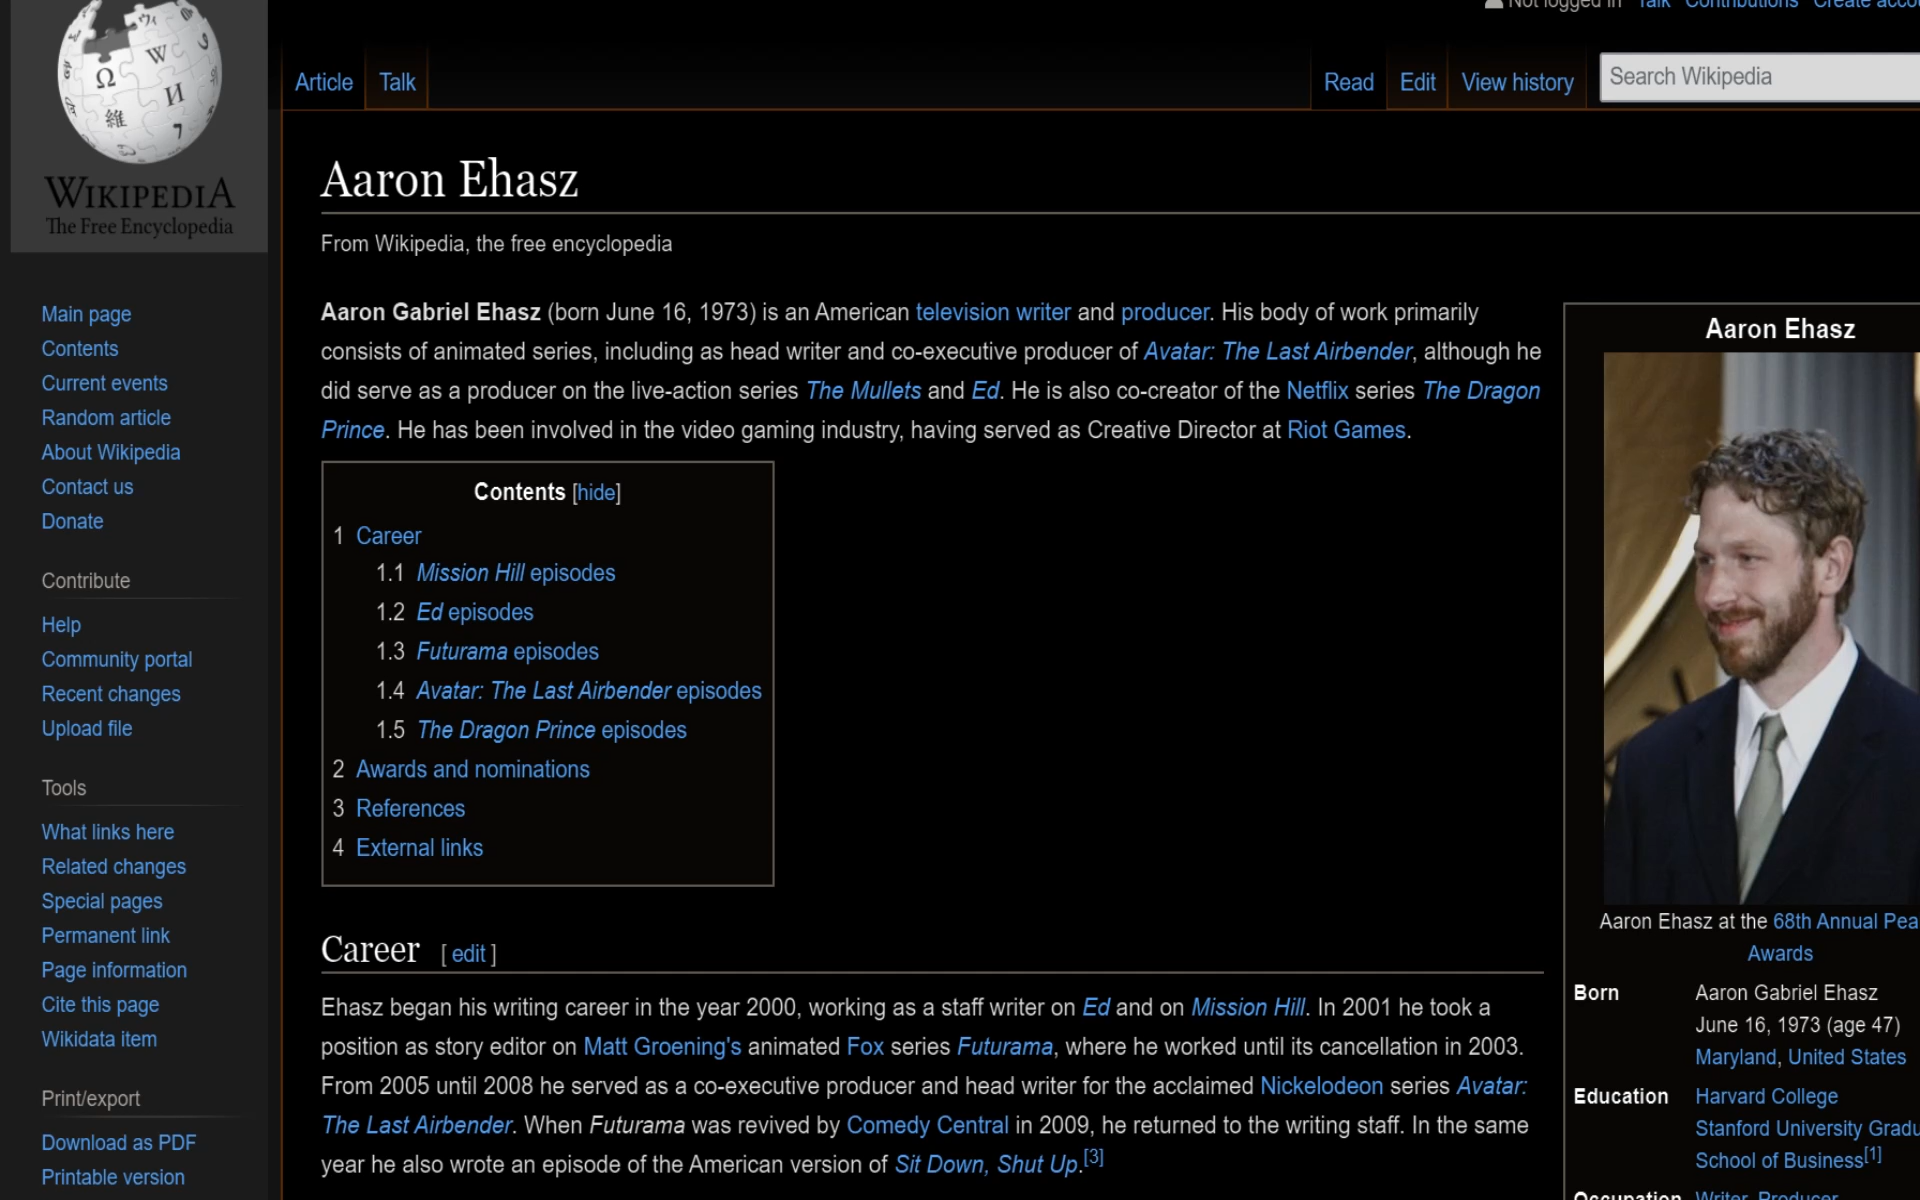 Not logged in Talk Contributions Create
Article Talk Read Edit View history Search Wikipedia
WIKIPEDIA
The Free Encyclopedia
Main page
Contents
Current events
Random article
About Wikipedia
Contact us
Donate
Contribute
Help
Community portal
Recent changes
Upload file
Tools
What links here
Related changes
Special pages
Permanent link
Page information
Cite this page
Wikidata item
Print/export
Download as PDF
Printable version
Aaron Ehasz
From Wikipedia, the free encyclopedia
Aaron Gabriel Ehasz (born June 16, 1973) is an American television writer and producer. His body of work primarily
consists of animated series, including as head writer and co-executive producer of Avatar: The Last Airbender, although he
did serve as a producer on the live-action series The Mullets and Ed. He is also co-creator of the Netflix series The Dragon
Prince. He has been involved in the video gaming industry, having served as Creative Director at Riot Games.
Contents [hide]
1 Career
1.1 Mission Hill episodes
1.2 Ed episodes
1.3 Futurama episodes
1.4 Avatar: The Last Airbender episodes
1.5 The Dragon Prince episodes
2 Awards and nominations
3 References
4 External links
Career [ edit ]
Ehasz began his writing career in the year 2000, working as a staff writer on Ed and on Mission Hill. In 2001 he took a
position as story editor on Matt Groening's animated Fox series Futurama, where he worked until its cancellation in 2003.
From 2005 until 2008 he served as a co-executive producer and head writer for the acclaimed Nickelodeon series Avatar:
The Last Airbender. When Futurama was revived by Comedy Central in 2009, he returned to the writing staff. In the same
year he also wrote an episode of the American version of Sit Down, Shut Up.[3]
Aaron Ehasz
Aaron Ehasz at the 68th Annual Pea
Awards
Born Aaron Gabriel Ehasz
June 16, 1973 (age 47)
Maryland, United States
Education Harvard College
Stanford University Gradu
School of Business[1]
Occupation Writer, Producer